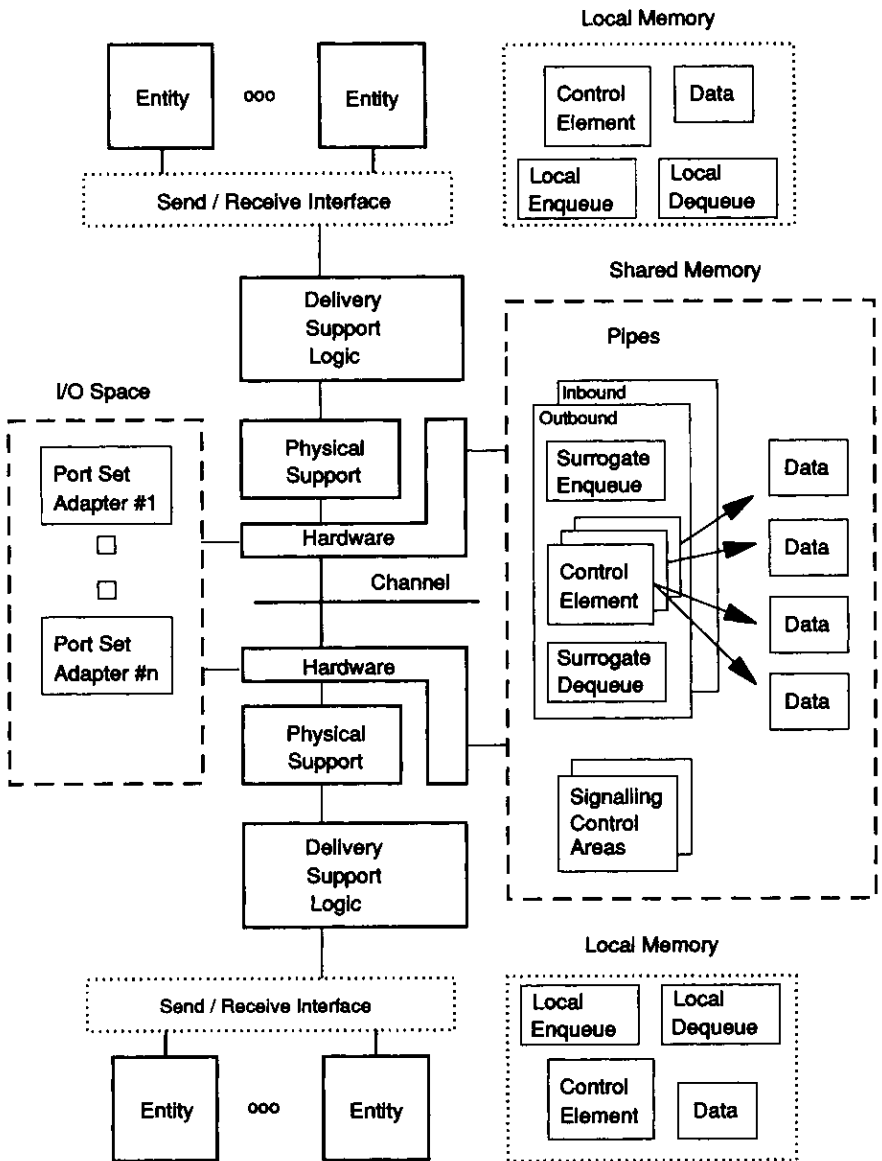 Local Memory
Entity
ooo
Entity
Control
Element
Data
Local
Enqueue
Local
Dequeue
Send / Receive Interface
Shared Memory
Delivery
Support
Logic
Pipes
I/O Space
Inbound
Outbound
Physical
Support
Surrogate
Enqueue
Port Set
Adapter #1
Data
Hardware
Data
Channel
Control
Element
Port Set
Adapter #n
Data
Hardware
Surrogate
Dequeue
Data
Physical
Support
Signalling
Control
Areas
Delivery
Support
Logic
Local Memory
Send / Receive Interface
Local
Enqueue
Local
Dequeue
Entity
ooo
Entity
Control
Element
Data